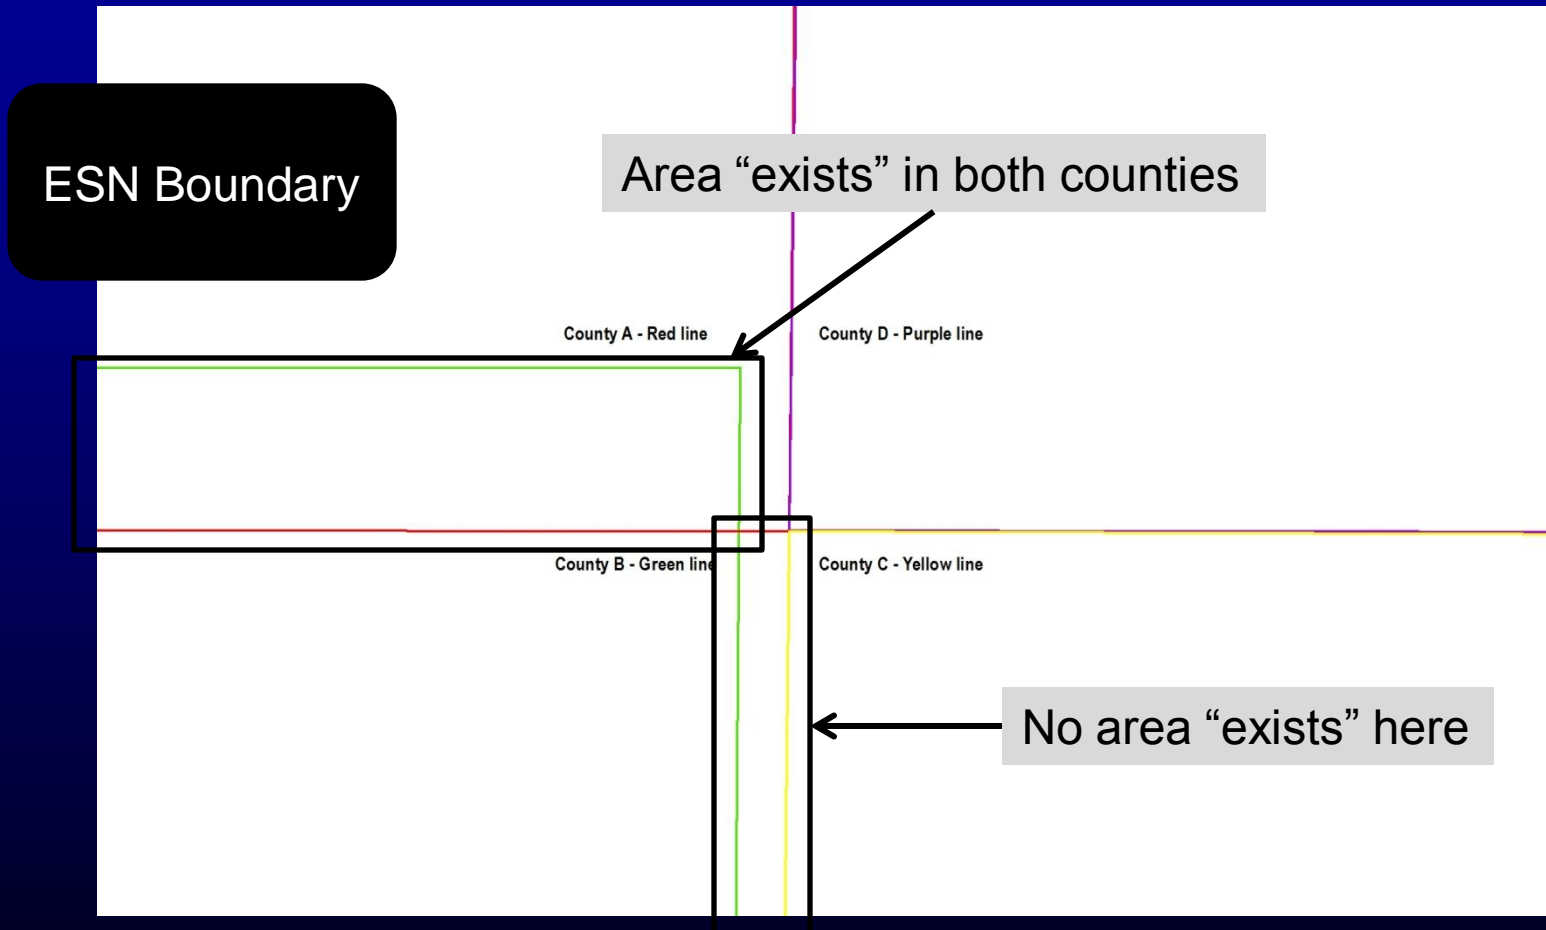 ESN Boundary
Area “exists” in both counties
County A - Red line
County D - Purple line
County B - Green line
County C - Yellow line
No area “exists” here